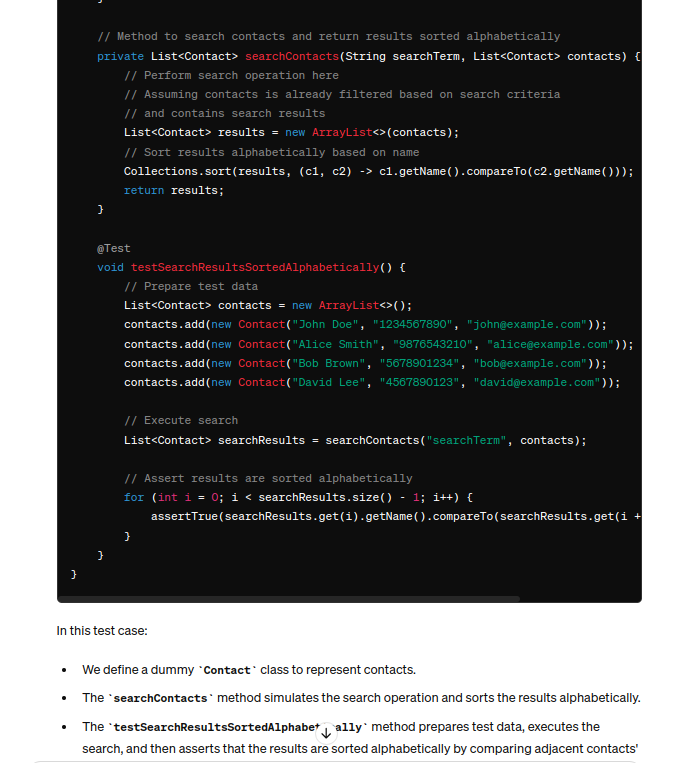 }
// Method to search contacts and return results sorted alphabetically
private List<Contact> searchContacts(String searchTerm, List<Contact> contacts) {
// Perform search operation here
// Assuming contacts is already filtered based on search criteria
// and contains search results
List<Contact> results = new ArrayList<>(contacts);
// Sort results alphabetically based on name
Collections.sort(results, (c1, c2) -> c1.getName().compareTo(c2.getName()));
return results;
}
@Test
void testSearchResultsSortedAlphabetically() {
// Prepare test data
List<Contact> contacts = new ArrayList<>();
contacts.add(new Contact("John Doe", "1234567890", "john@example.com"));
contacts.add(new Contact("Alice Smith", "9876543210", "alice@example.com"));
contacts.add(new Contact("Bob Brown", "5678901234", "bob@example.com"));
contacts.add(new Contact("David Lee", "4567890123", "david@example.com"));
// Execute search
List<Contact> searchResults = searchContacts("searchTerm", contacts);
// Assert results are sorted alphabetically
for (int i = 0; i < searchResults.size() - 1; i++) {
assertTrue(searchResults.get(i).getName().compareTo(searchResults.get(i +
}
}
}
In this test case:
• We define a dummy `Contact` class to represent contacts.
• The `searchContacts` method simulates the search operation and sorts the results alphabetically.
• The `testSearchResultsSortedAlphabetically` method prepares test data, executes the
search, and then asserts that the results are sorted alphabetically by comparing adjacent contacts'